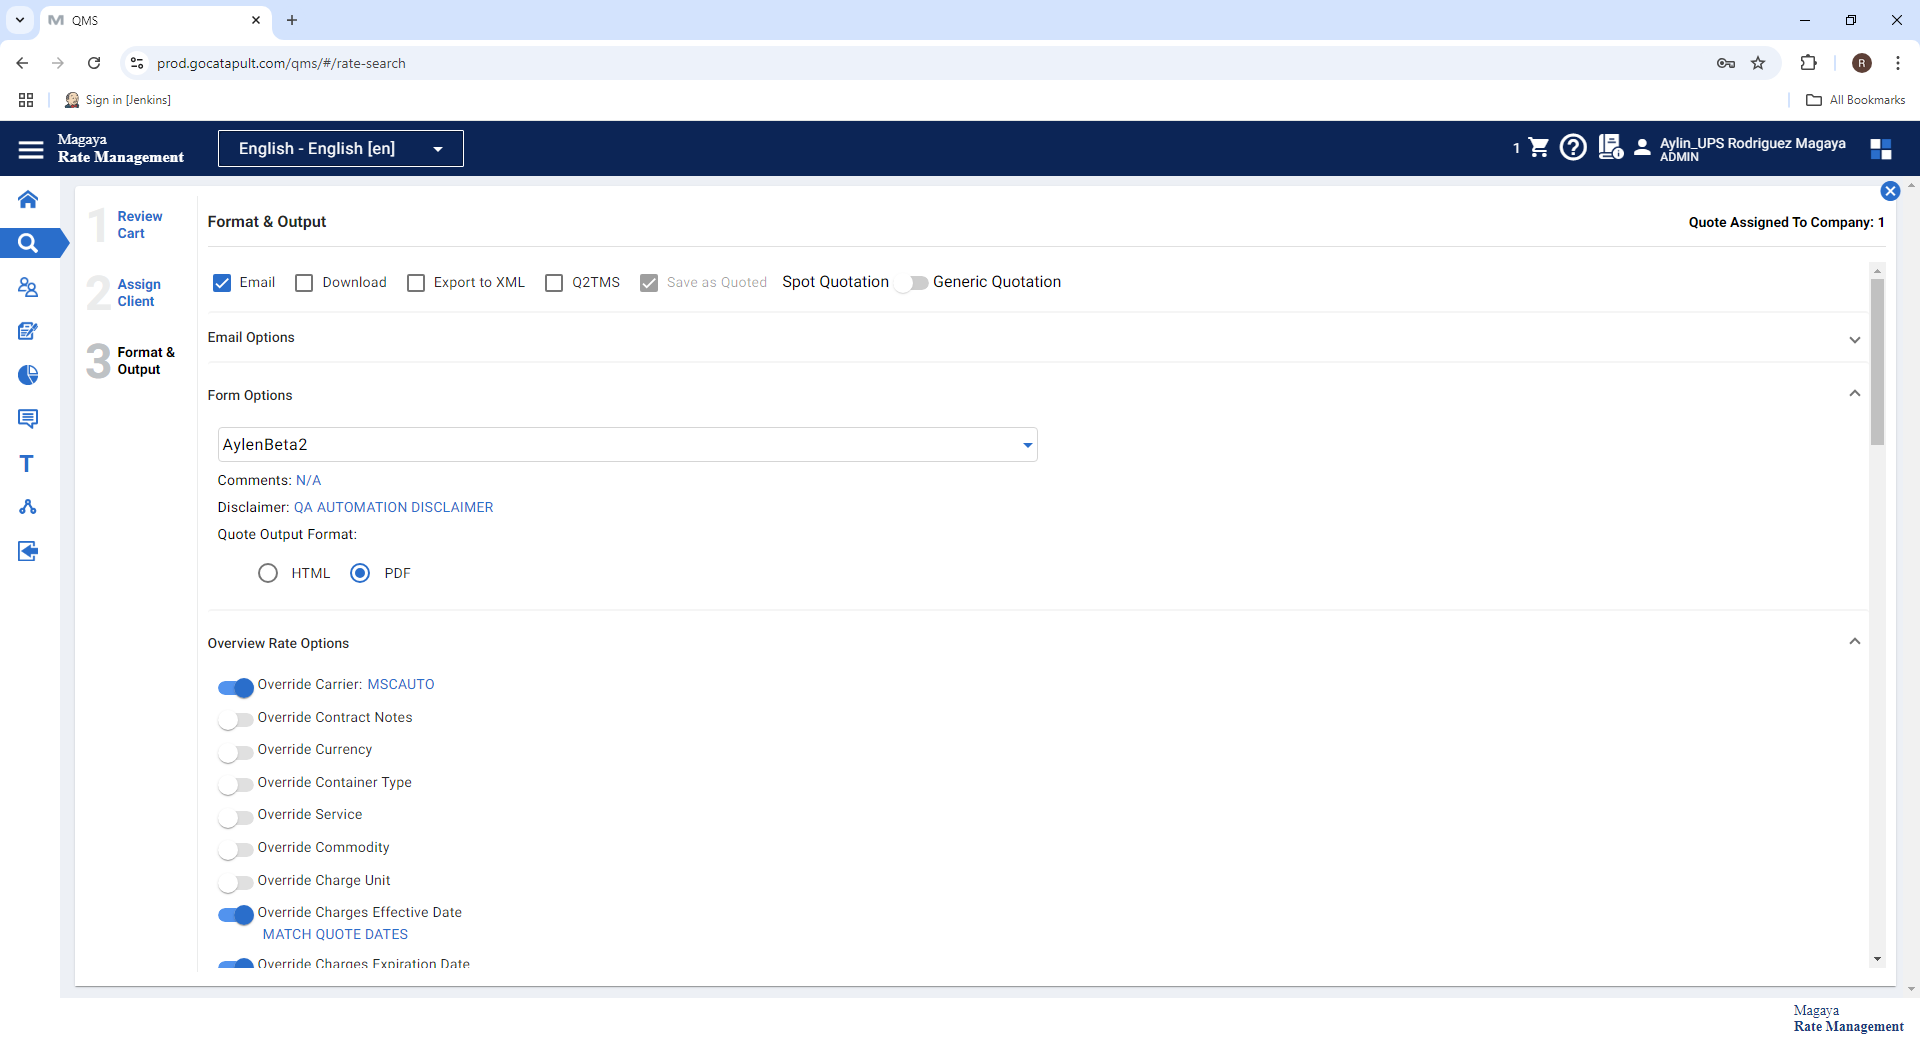 QMS
prod.gocatapult.com/qms/#/rate-search
R
Sign in [Jenkins]
All Bookmarks
Magaya
Rate Management
English - English [en]
1
Aylin_UPS Rodriguez Magaya
ADMIN
1 Review Cart
2 Assign Client
3 Format & Output
Format & Output
Quote Assigned To Company: 1
Email
Download
Export to XML
Q2TMS
Save as Quoted
Spot Quotation
Generic Quotation
Email Options
Form Options
AylenBeta2
Comments: N/A
Disclaimer: QA AUTOMATION DISCLAIMER
Quote Output Format:
HTML
PDF
Overview Rate Options
Override Carrier: MSCAUTO
Override Contract Notes
Override Currency
Override Container Type
Override Service
Override Commodity
Override Charge Unit
Override Charges Effective Date
MATCH QUOTE DATES
Override Charges Expiration Date
T
Magaya
Rate Management